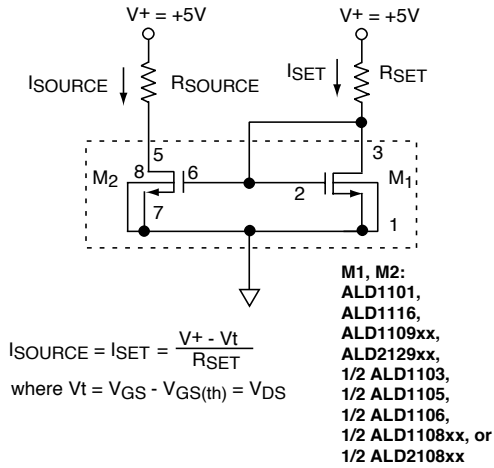 V+ = +5V
V+ = +5V
ISOURCE
RSOURCE
ISET
RSET
5
3
M2
8
6
2
M1
7
1
M1, M2:
ALD1101,
ALD1116,
ALD1109xx,
ALD2129xx,
1/2 ALD1103,
1/2 ALD1105,
1/2 ALD1106,
1/2 ALD1108xx, or
1/2 ALD2108xx
ISOURCE = ISET = V+ - Vt / RSET
where Vt = VGS - VGS(th) = VDS